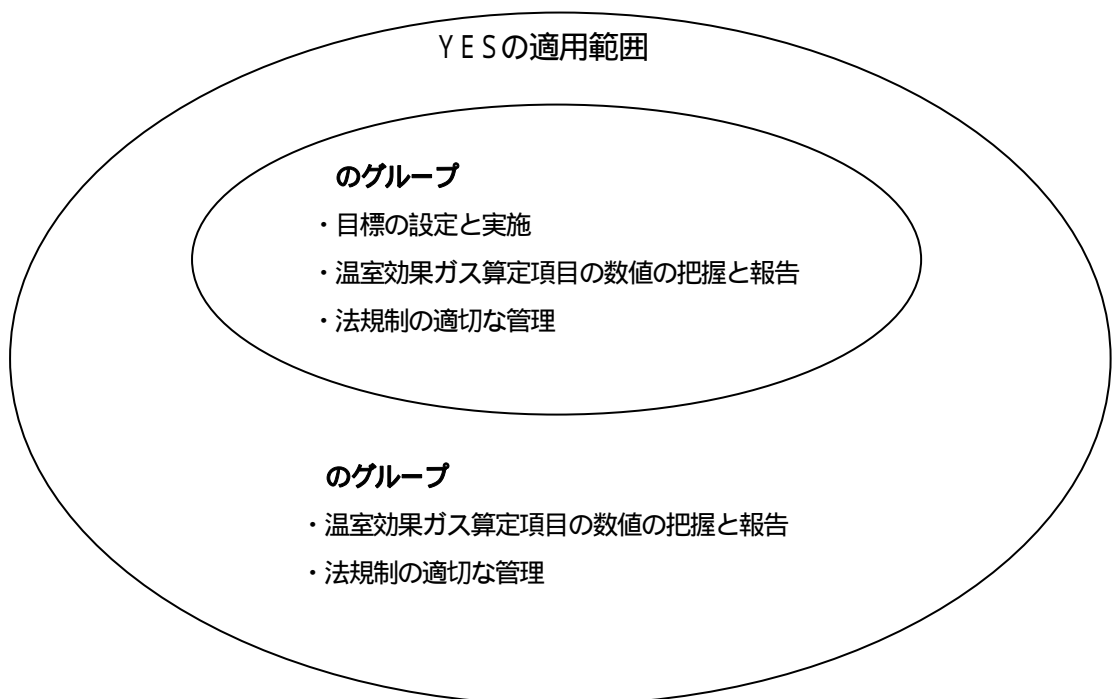 YESの適用範囲
のグループ
・目標の設定と実施
・温室効果ガス算定項目の数値の把握と報告
・法規制の適切な管理
のグループ
・温室効果ガス算定項目の数値の把握と報告
・法規制の適切な管理